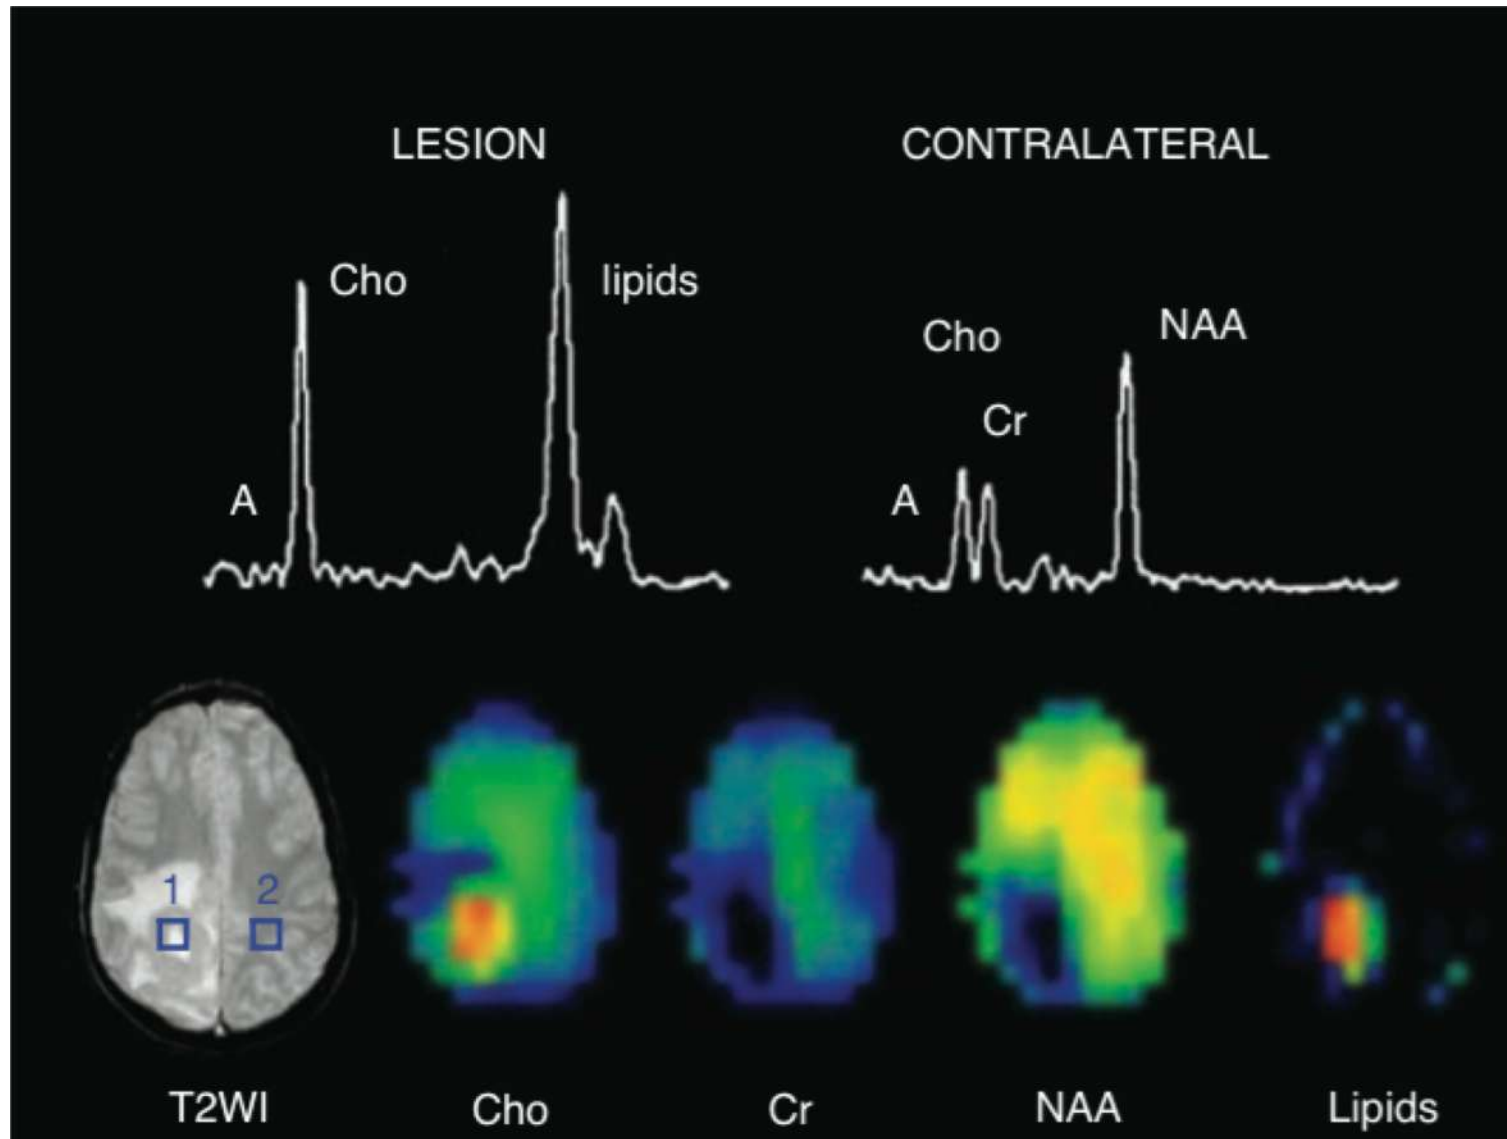 LESION
CONTRALATERAL
Cho
lipids
A
Cho
NAA
Cr
A
1
2
T2WI
Cho
Cr
NAA
Lipids